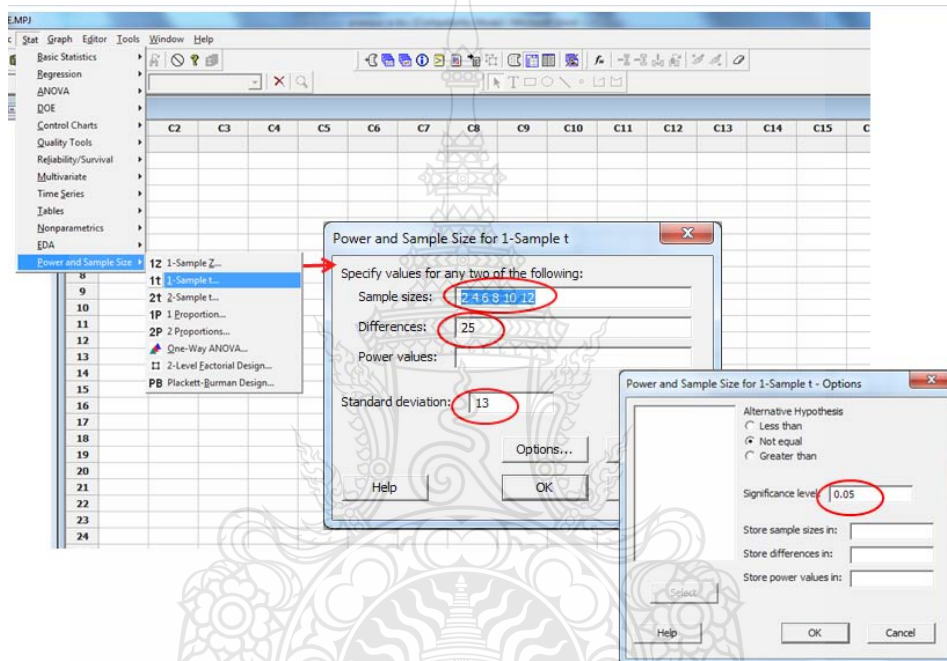 E.MPJ
Stat Graph Editor Tools Window Help
Basic Statistics
Regression
ANOVA
DOE
Control Charts
Quality Tools
Reliability/Survival
Multivariate
Time Series
Tables
Nonparametrics
EDA
Power and Sample Size
1Z 1-Sample Z...
1t 1-Sample t...
2t 2-Sample t...
1P 1 Proportion...
2P 2 Proportions...
One-Way ANOVA...
2-Level Factorial Design...
PB Plackett-Burman Design...
C2 C3 C4 C5 C6 C7 C8 C9 C10 C11 C12 C13 C14 C15 C
8
9
10
11
12
13
14
15
16
17
18
19
20
21
22
23
24
Power and Sample Size for 1-Sample t
Specify values for any two of the following:
Sample sizes: 2 4 6 8 10 12
Differences: 25
Power values:
Standard deviation: 13
Options...
Help OK
Power and Sample Size for 1-Sample t - Options
Alternative Hypothesis
Less than
Not equal
Greater than
Significance level: 0.05
Store sample sizes in:
Store differences in:
Store power values in:
Select
Help OK Cancel